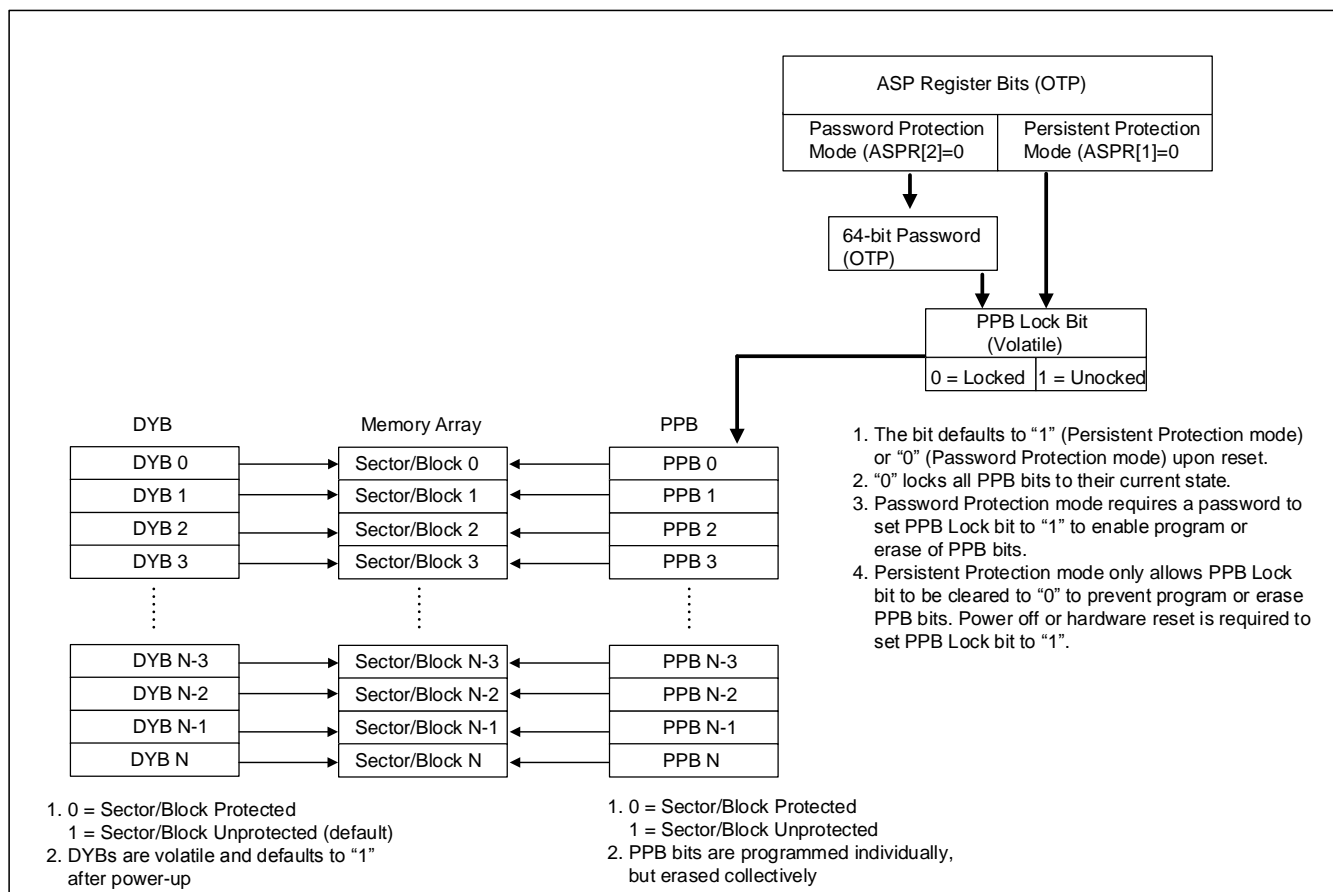 ASP Register Bits (OTP)
Password Protection
Mode (ASPR[2]=0
Persistent Protection
Mode (ASPR[1]=0
64-bit Password
(OTP)
PPB Lock Bit
(Volatile)
0 = Locked
1 = Unocked
1. The bit defaults to “1” (Persistent Protection mode)
or “0” (Password Protection mode) upon reset.
2. “0” locks all PPB bits to their current state.
3. Password Protection mode requires a password to
set PPB Lock bit to “1” to enable program or
erase of PPB bits.
4. Persistent Protection mode only allows PPB Lock
bit to be cleared to “0” to prevent program or erase
PPB bits. Power off or hardware reset is required to
set PPB Lock bit to “1”.
DYB Memory Array PPB
DYB 0 Sector/Block 0 PPB 0
DYB 1 Sector/Block 1 PPB 1
DYB 2 Sector/Block 2 PPB 2
DYB 3 Sector/Block 3 PPB 3
DYB N-3 Sector/Block N-3 PPB N-3
DYB N-2 Sector/Block N-2 PPB N-2
DYB N-1 Sector/Block N-1 PPB N-1
DYB N Sector/Block N PPB N
1. 0 = Sector/Block Protected
1 = Sector/Block Unprotected (default)
2. DYBs are volatile and defaults to “1”
after power-up
1. 0 = Sector/Block Protected
1 = Sector/Block Unprotected
2. PPB bits are programmed individually,
but erased collectively